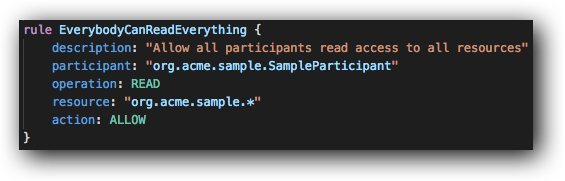 rule EverybodyCanReadEverything {
description: "Allow all participants read access to all resources"
participant: "org.acme.sample.SampleParticipant"
operation: READ
resource: "org.acme.sample.*"
action: ALLOW
}